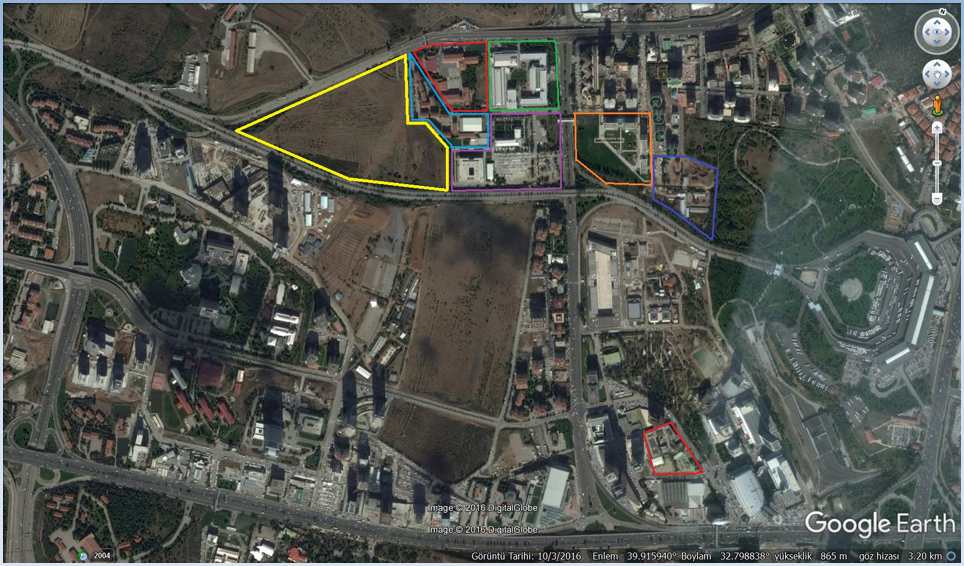 N
Image © 2016 DigitalGlobe
Image © 2016 DigitalGlobe
Google Earth
2004
Görüntü Tarihi: 10/3/2016 Enlem 39.915940° Boylam 32.798838° yükseklik 865 m göz hizası 3.20 km